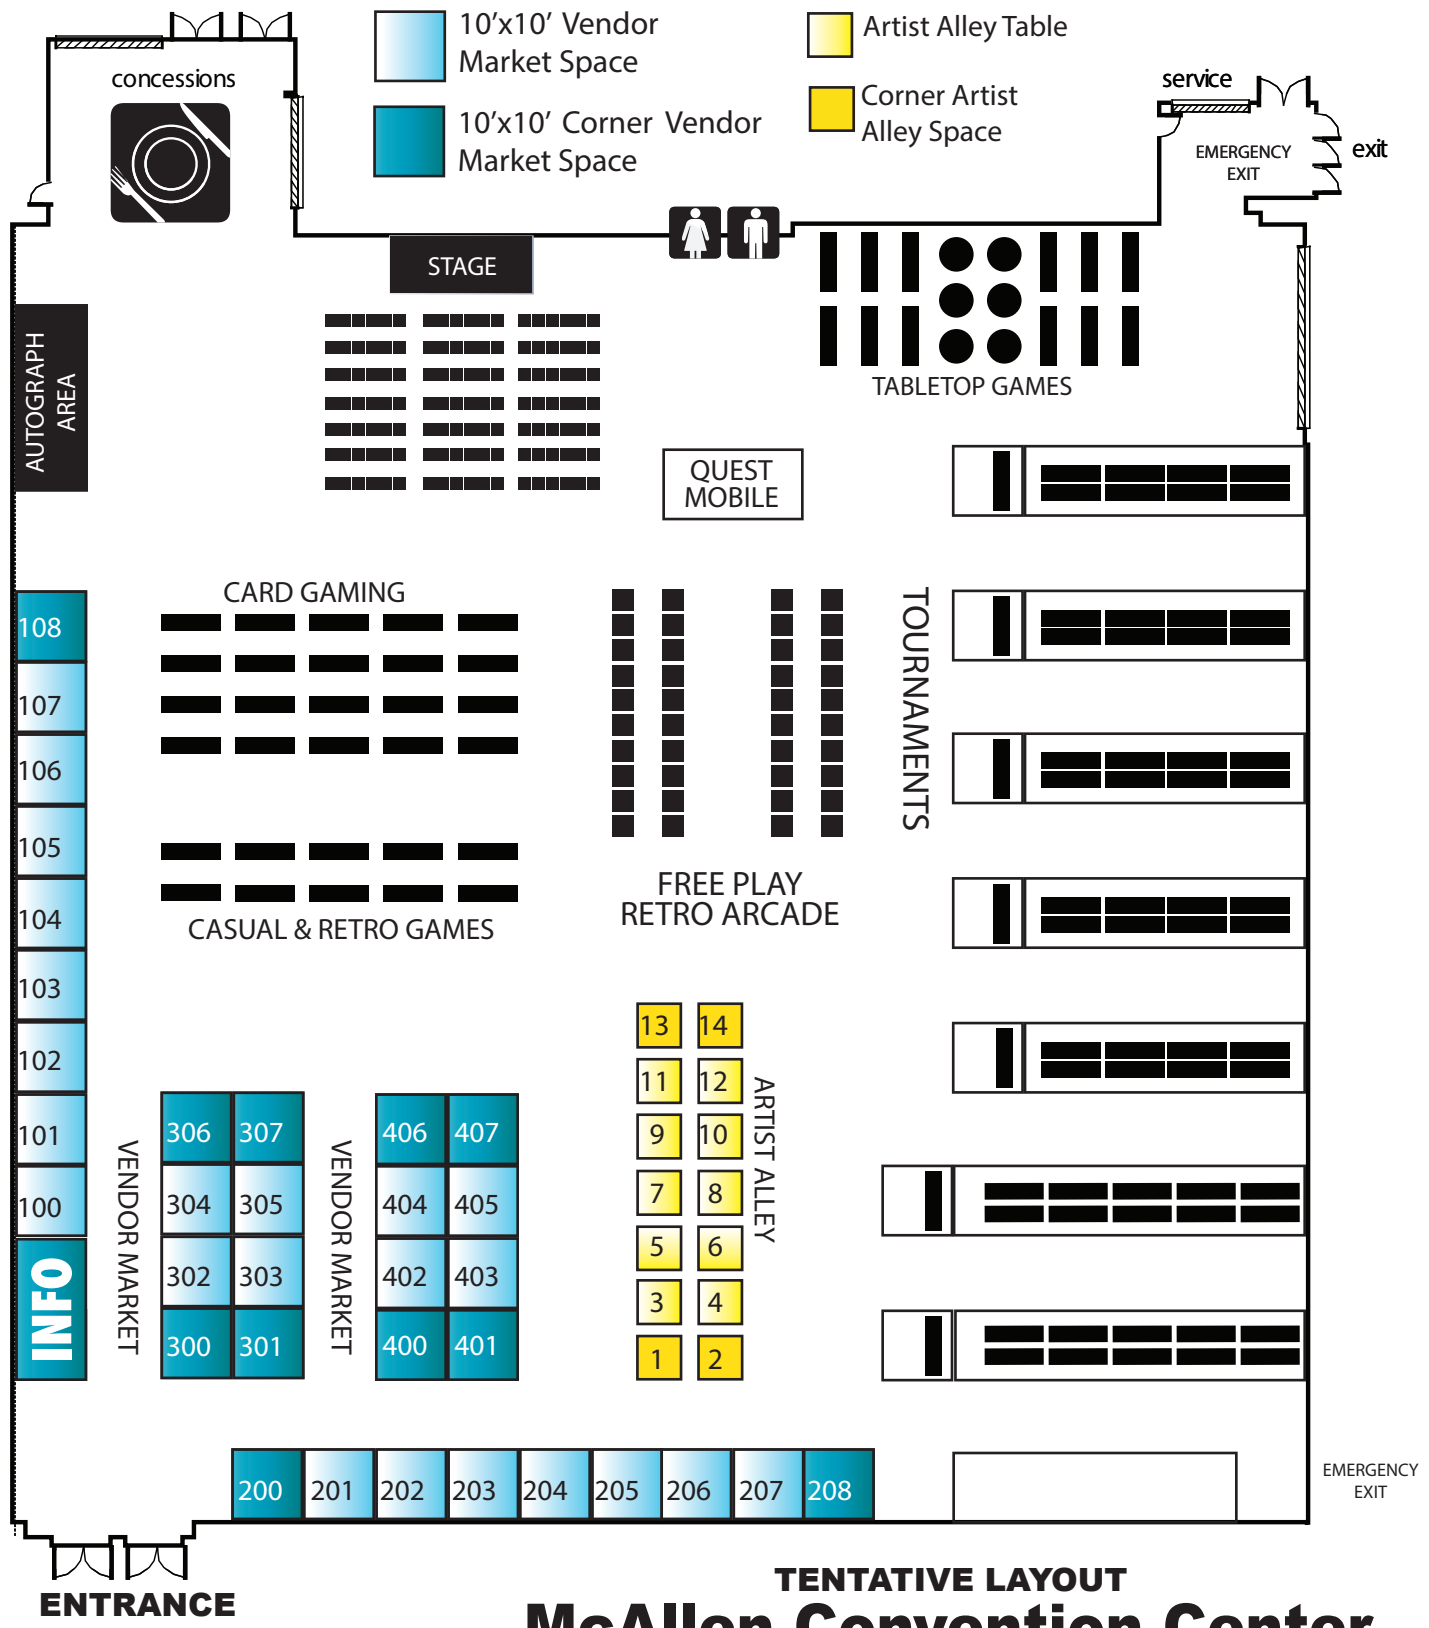 10’x10’ Vendor
Market Space
10’x10’ Corner Vendor
Market Space
Artist Alley Table
Corner Artist
Alley Space
concessions
service
EMERGENCY
EXIT
exit
STAGE
AUTOGRAPH
AREA
TABLETOP GAMES
QUEST
MOBILE
CARD GAMING
TOURNAMENTS
CASUAL & RETRO GAMES
FREE PLAY
RETRO ARCADE
108
107
106
105
104
103
102
101
100
INFO
VENDOR MARKET
306 307
304 305
302 303
300 301
VENDOR MARKET
406 407
404 405
402 403
400 401
13 14
11 12
9 10
7 8
5 6
3 4
1 2
ARTIST ALLEY
200 201 202 203 204 205 206 207 208
EMERGENCY
EXIT
ENTRANCE
TENTATIVE LAYOUT
McAllen Convention Center